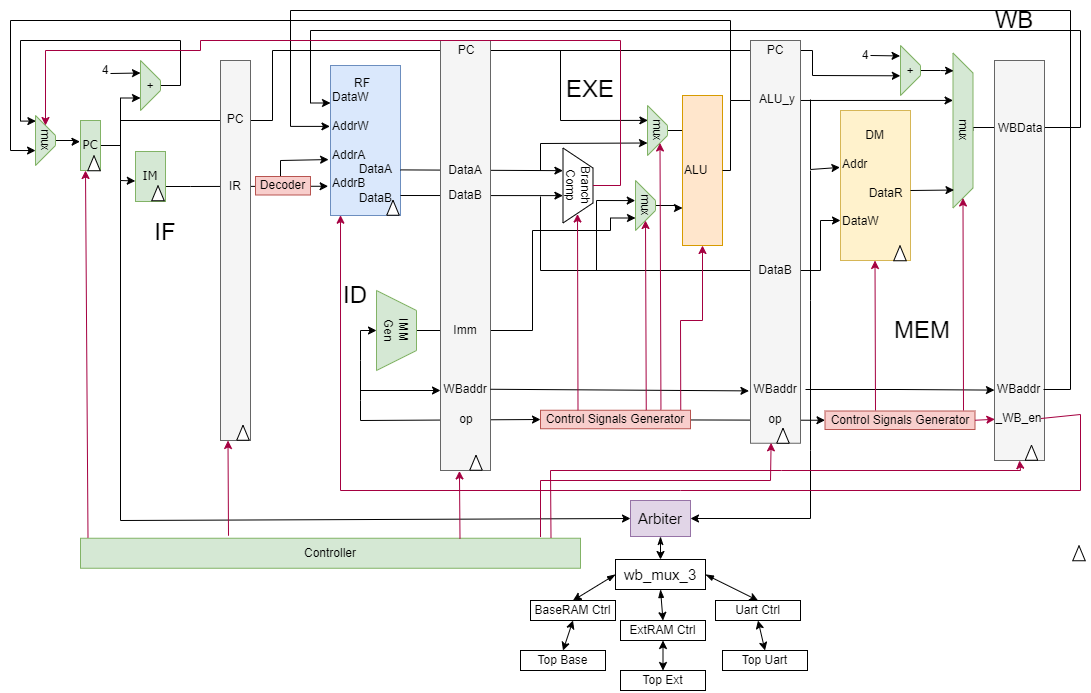 WB
4
+
mux
PC
IM
IF
PC
IR
Decoder
RF
DataW
AddrW
AddrA
DataA
AddrB
DataB
ID
IMM
Gen
PC
DataA
DataB
Imm
WBaddr
op
EXE
mux
Branch
Comp
mux
ALU
Control Signals Generator
PC
ALU_y
DataB
WBaddr
op
4
+
mux
DM
Addr
DataR
DataW
MEM
Control Signals Generator
WBData
WBaddr
_WB_en
Controller
Arbiter
wb_mux_3
BaseRAM Ctrl
Uart Ctrl
ExtRAM Ctrl
Top Base
Top Uart
Top Ext